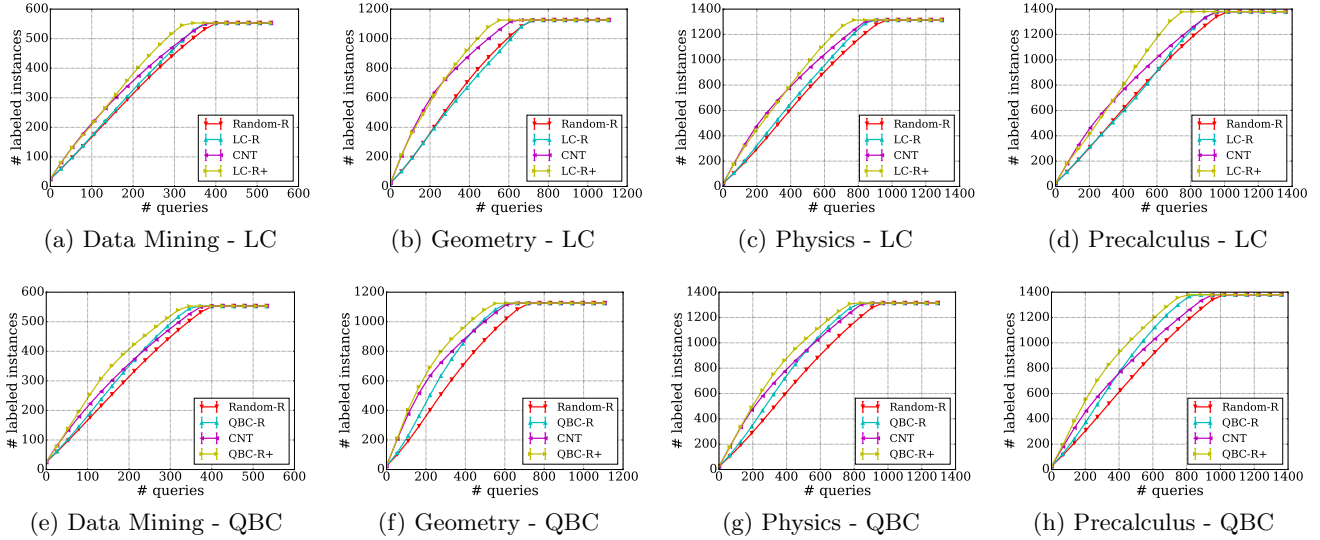 # labeled instances
600
500
400
300
200
100
0
0 100 200 300 400 500 600
# queries
Random-R
LC-R
CNT
LC-R+
(a) Data Mining - LC
# labeled instances
1200
1000
800
600
400
200
0
0 200 400 600 800 1000 1200
# queries
Random-R
LC-R
CNT
LC-R+
(b) Geometry - LC
# labeled instances
1400
1200
1000
800
600
400
200
0
0 200 400 600 800 1000 1200 1400
# queries
Random-R
LC-R
CNT
LC-R+
(c) Physics - LC
# labeled instances
1400
1200
1000
800
600
400
200
0
0 200 400 600 800 1000 1200 1400
# queries
Random-R
LC-R
CNT
LC-R+
(d) Precalculus - LC
# labeled instances
600
500
400
300
200
100
0
0 100 200 300 400 500 600
# queries
Random-R
QBC-R
CNT
QBC-R+
(e) Data Mining - QBC
# labeled instances
1200
1000
800
600
400
200
0
0 200 400 600 800 1000 1200
# queries
Random-R
QBC-R
CNT
QBC-R+
(f) Geometry - QBC
# labeled instances
1400
1200
1000
800
600
400
200
0
0 200 400 600 800 1000 1200 1400
# queries
Random-R
QBC-R
CNT
QBC-R+
(g) Physics - QBC
# labeled instances
1400
1200
1000
800
600
400
200
0
0 200 400 600 800 1000 1200 1400
# queries
Random-R
QBC-R
CNT
QBC-R+
(h) Precalculus - QBC